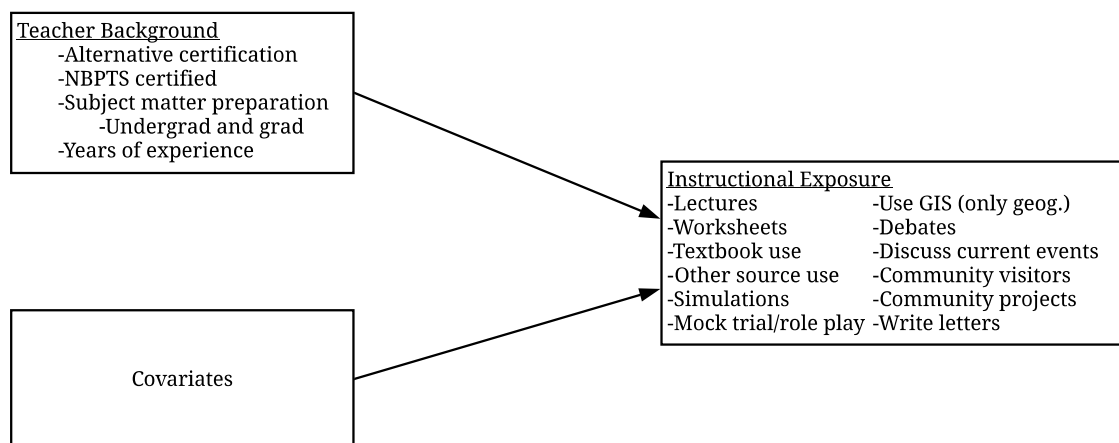 Teacher Background
-Alternative certification
-NBPTS certified
-Subject matter preparation
-Undergrad and grad
-Years of experience
Instructional Exposure
-Lectures
-Worksheets
-Textbook use
-Other source use
-Simulations
-Mock trial/role play
-Use GIS (only geog.)
-Debates
-Discuss current events
-Community visitors
-Community projects
-Write letters
Covariates